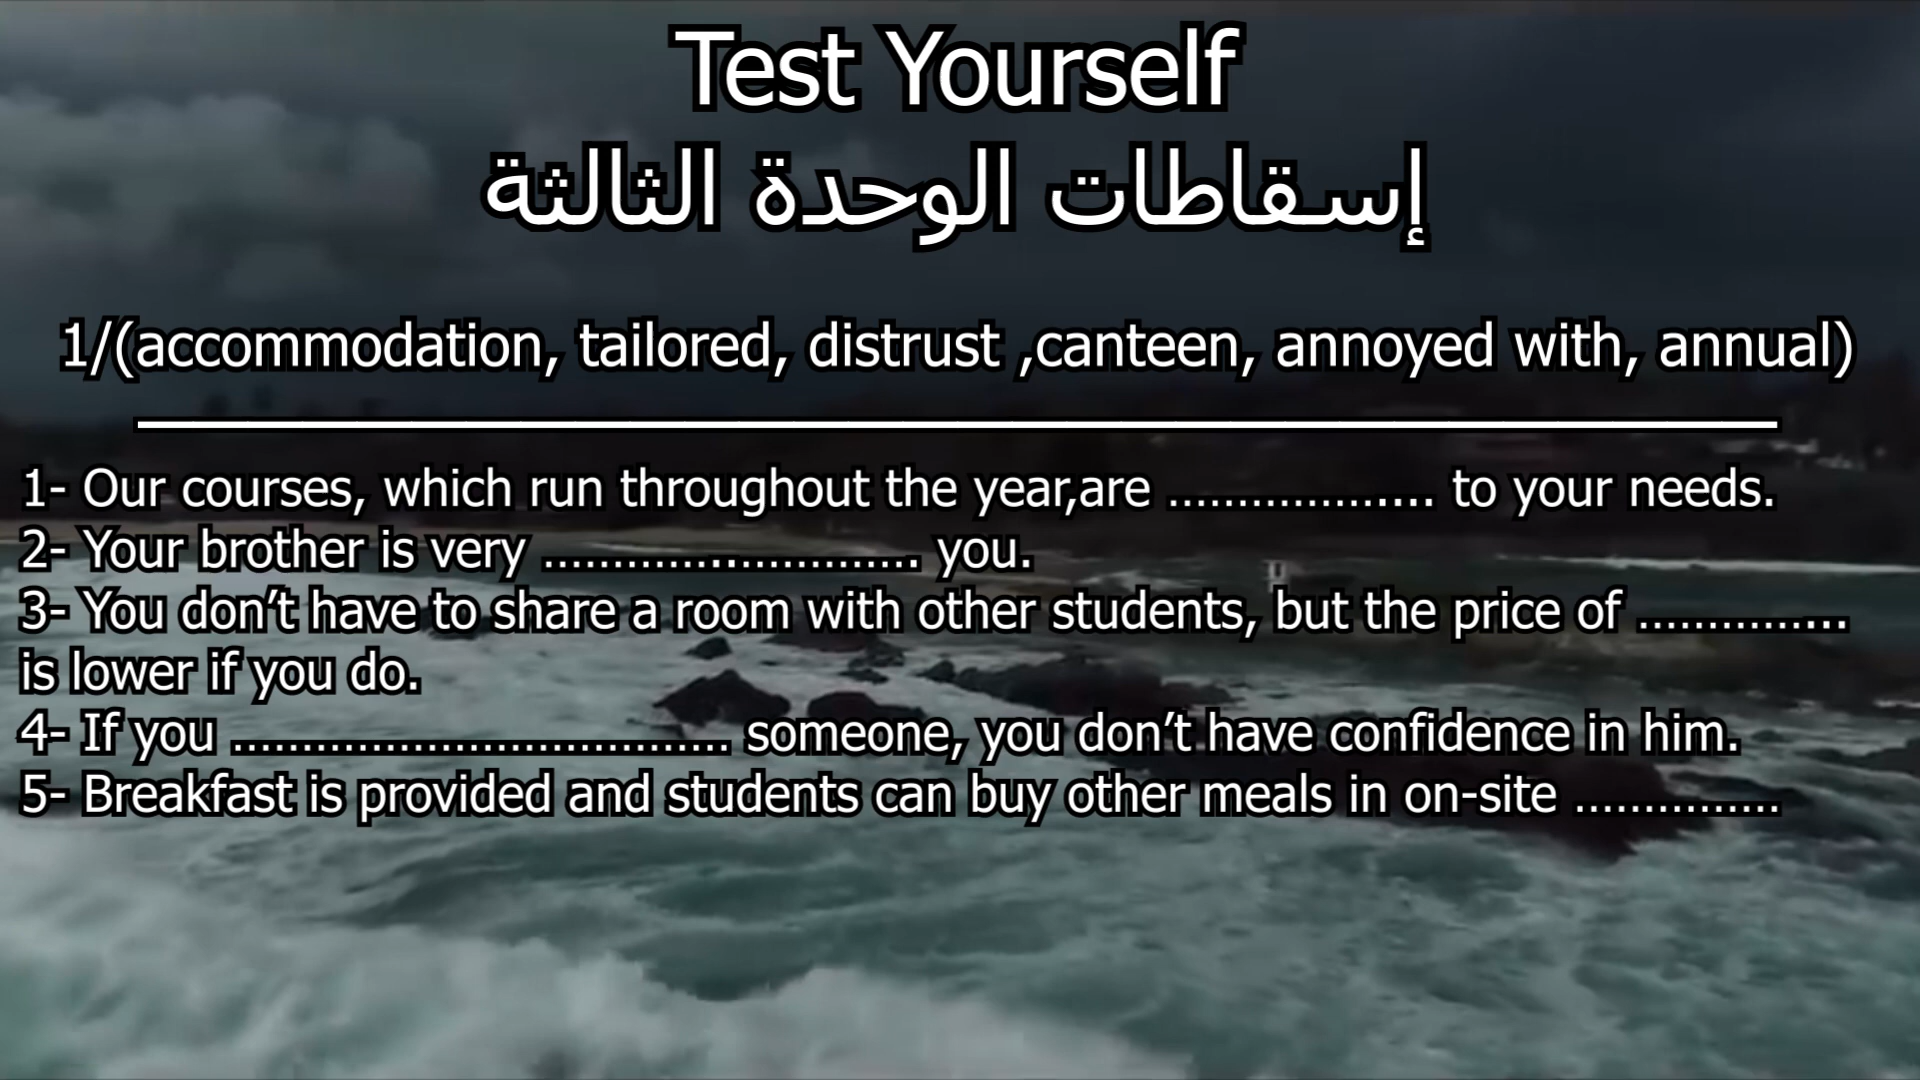 Test Yourself
إسقاطات الوحدة الثالثة
1/(accommodation, tailored, distrust ,canteen, annoyed with, annual)
1- Our courses, which run throughout the year,are ………………... to your needs.
2- Your brother is very …………..…………. you.
3- You don’t have to share a room with other students, but the price of …………...
is lower if you do.
4- If you ……………………………… someone, you don’t have confidence in him.
5- Breakfast is provided and students can buy other meals in on-site ……………